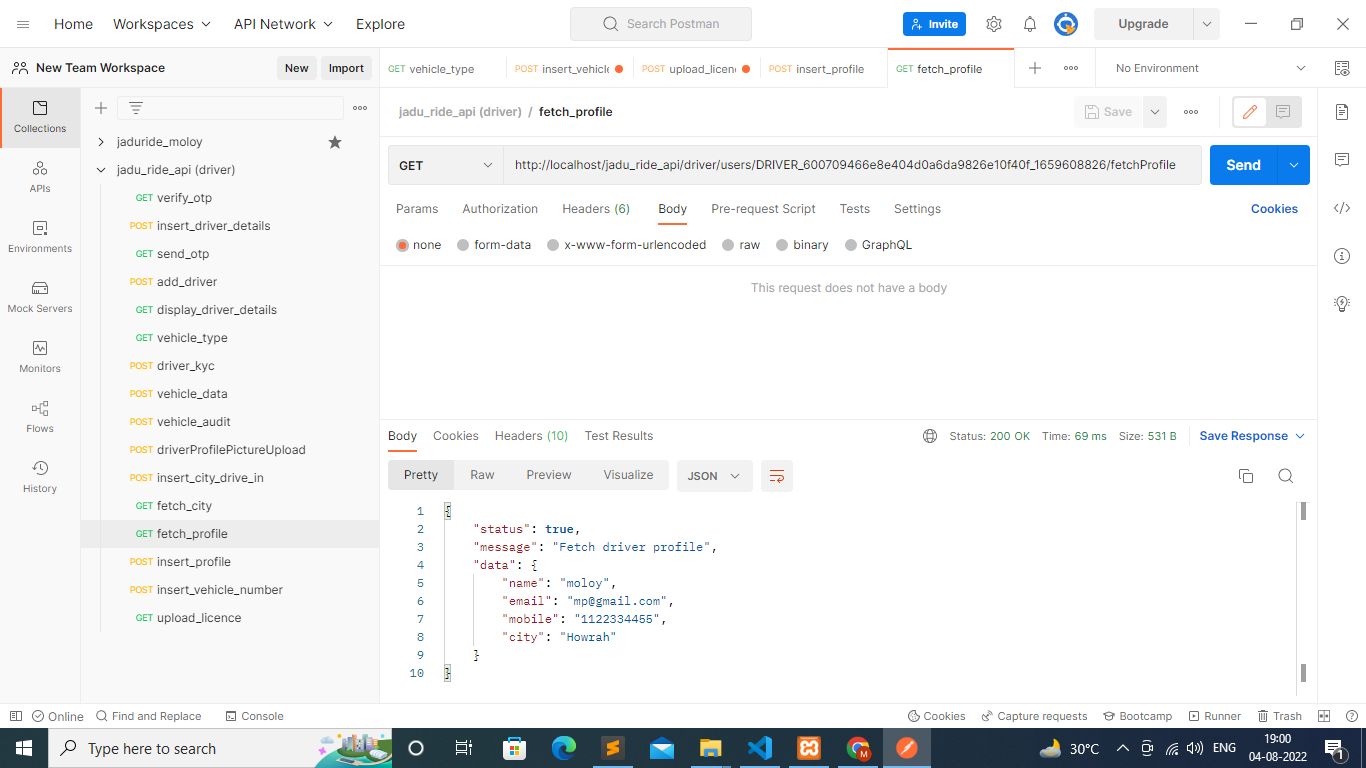 Home Workspaces API Network Explore Search Postman Invite Upgrade
New Team Workspace New Import GET vehicle_type POST insert_vehicle POST upload_licenc POST insert_profile GET fetch_profile No Environment
Collections
APIs
Environments
Mock Servers
Monitors
Flows
History
jaduride_moloy
jadu_ride_api (driver)
GET verify_otp
POST insert_driver_details
GET send_otp
POST add_driver
GET display_driver_details
GET vehicle_type
POST driver_kyc
POST vehicle_data
POST vehicle_audit
POST driverProfilePictureUpload
POST insert_city_drive_in
GET fetch_city
GET fetch_profile
POST insert_profile
POST insert_vehicle_number
GET upload_licence
jadu_ride_api (driver) / fetch_profile Save
GET http://localhost/jadu_ride_api/driver/users/DRIVER_600709466e8e404d0a6da9826e10f40f_1659608826/fetchProfile Send
Params Authorization Headers (6) Body Pre-request Script Tests Settings Cookies
none form-data x-www-form-urlencoded raw binary GraphQL
This request does not have a body
Body Cookies Headers (10) Test Results Status: 200 OK Time: 69 ms Size: 531 B Save Response
Pretty Raw Preview Visualize JSON
1 {
2 "status": true,
3 "message": "Fetch driver profile",
4 "data": {
5 "name": "moloy",
6 "email": "mp@gmail.com",
7 "mobile": "1122334455",
8 "city": "Howrah"
9 }
10 }
Online Find and Replace Console Cookies Capture requests Bootcamp Runner Trash
Type here to search 30°C ENG 19:00
04-08-2022 1